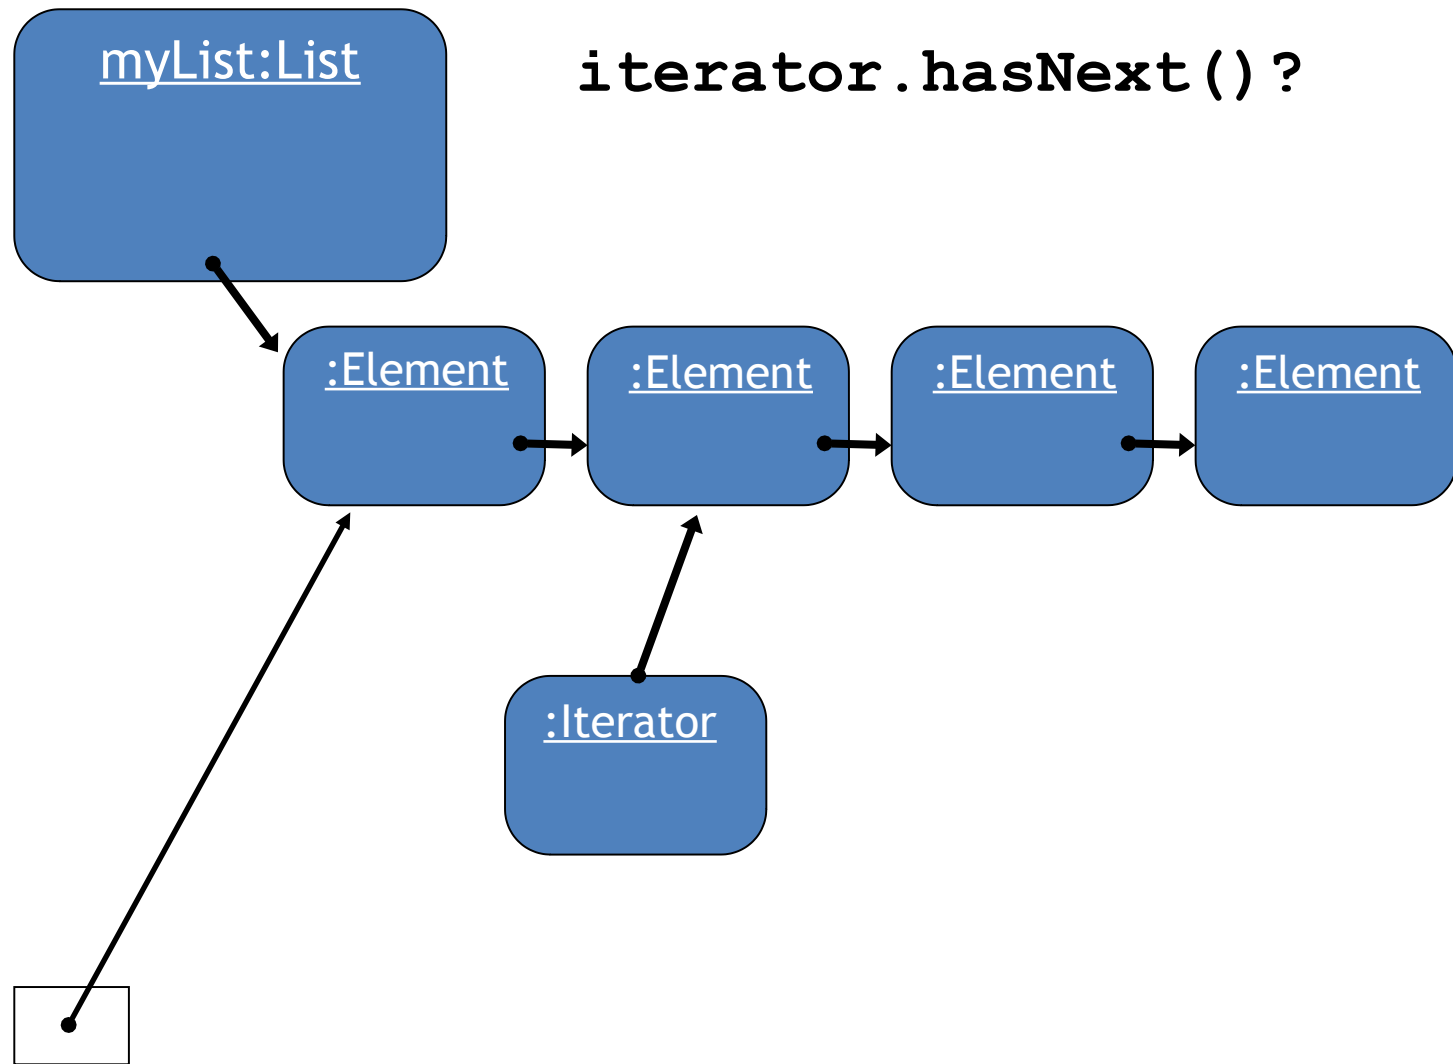 myList:List
iterator.hasNext()?
:Element
:Element
:Element
:Element
:Iterator